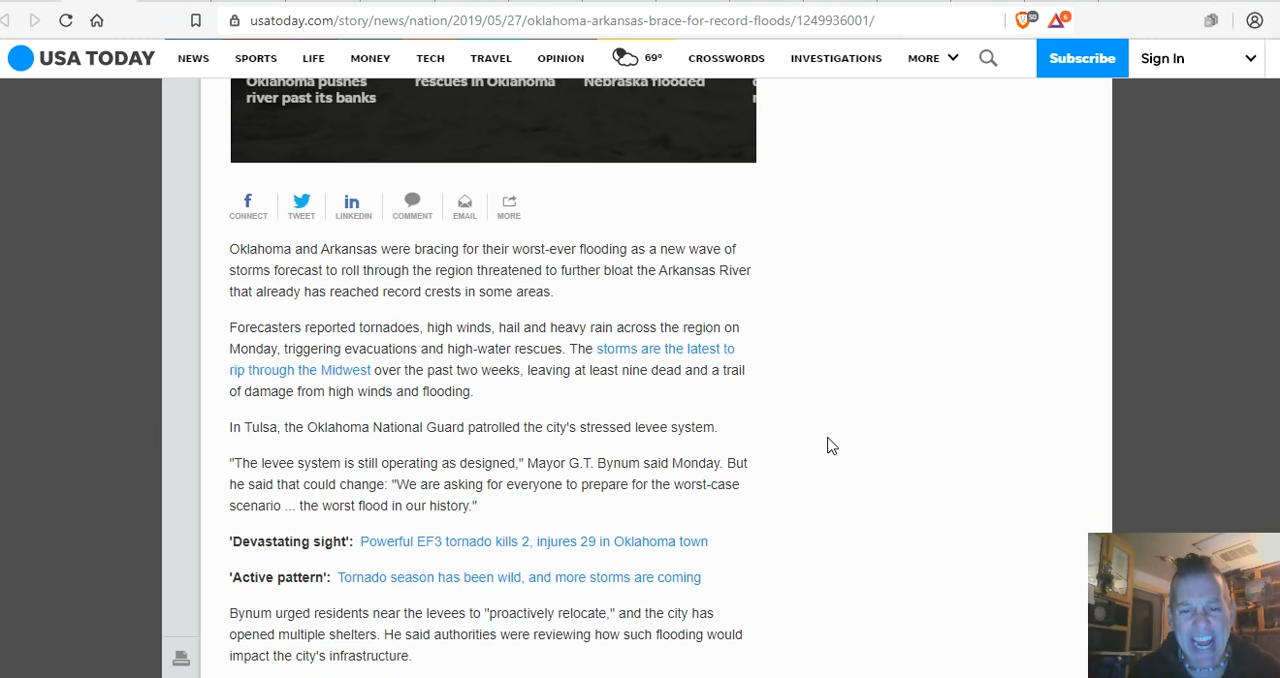 usatoday.com/story/news/nation/2019/05/27/oklahoma-arkansas-brace-for-record-floods/1249936001/
USA TODAY NEWS SPORTS LIFE MONEY TECH TRAVEL OPINION 69° CROSSWORDS INVESTIGATIONS MORE Subscribe Sign In
Oklahoma pushes rescues in Oklahoma Nebraska flooded
river past its banks
CONNECT TWEET LINKEDIN COMMENT EMAIL MORE
Oklahoma and Arkansas were bracing for their worst-ever flooding as a new wave of
storms forecast to roll through the region threatened to further bloat the Arkansas River
that already has reached record crests in some areas.
Forecasters reported tornadoes, high winds, hail and heavy rain across the region on
Monday, triggering evacuations and high-water rescues. The storms are the latest to
rip through the Midwest over the past two weeks, leaving at least nine dead and a trail
of damage from high winds and flooding.
In Tulsa, the Oklahoma National Guard patrolled the city's stressed levee system.
"The levee system is still operating as designed," Mayor G.T. Bynum said Monday. But
he said that could change: "We are asking for everyone to prepare for the worst-case
scenario ... the worst flood in our history."
'Devastating sight': Powerful EF3 tornado kills 2, injures 29 in Oklahoma town
'Active pattern': Tornado season has been wild, and more storms are coming
Bynum urged residents near the levees to "proactively relocate," and the city has
opened multiple shelters. He said authorities were reviewing how such flooding would
impact the city's infrastructure.